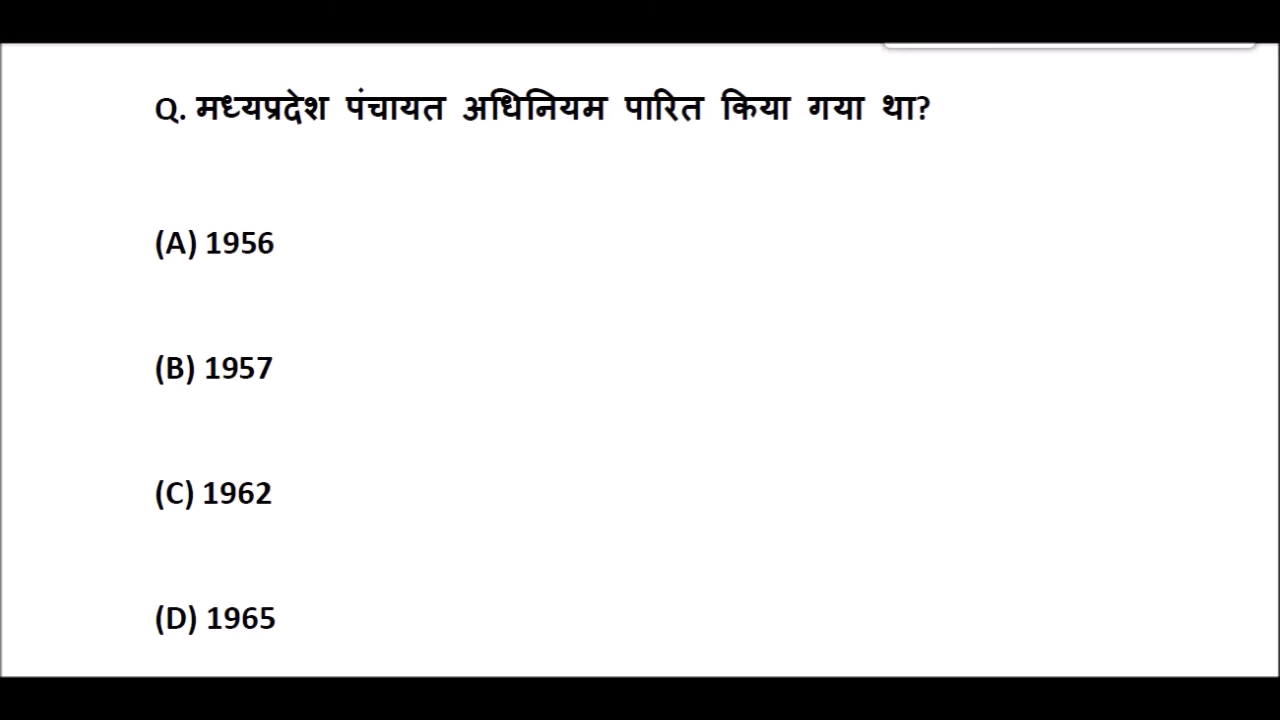 Q. मध्यप्रदेश पंचायत अधिनियम पारित किया गया था?
(A) 1956
(B) 1957
(C) 1962
(D) 1965